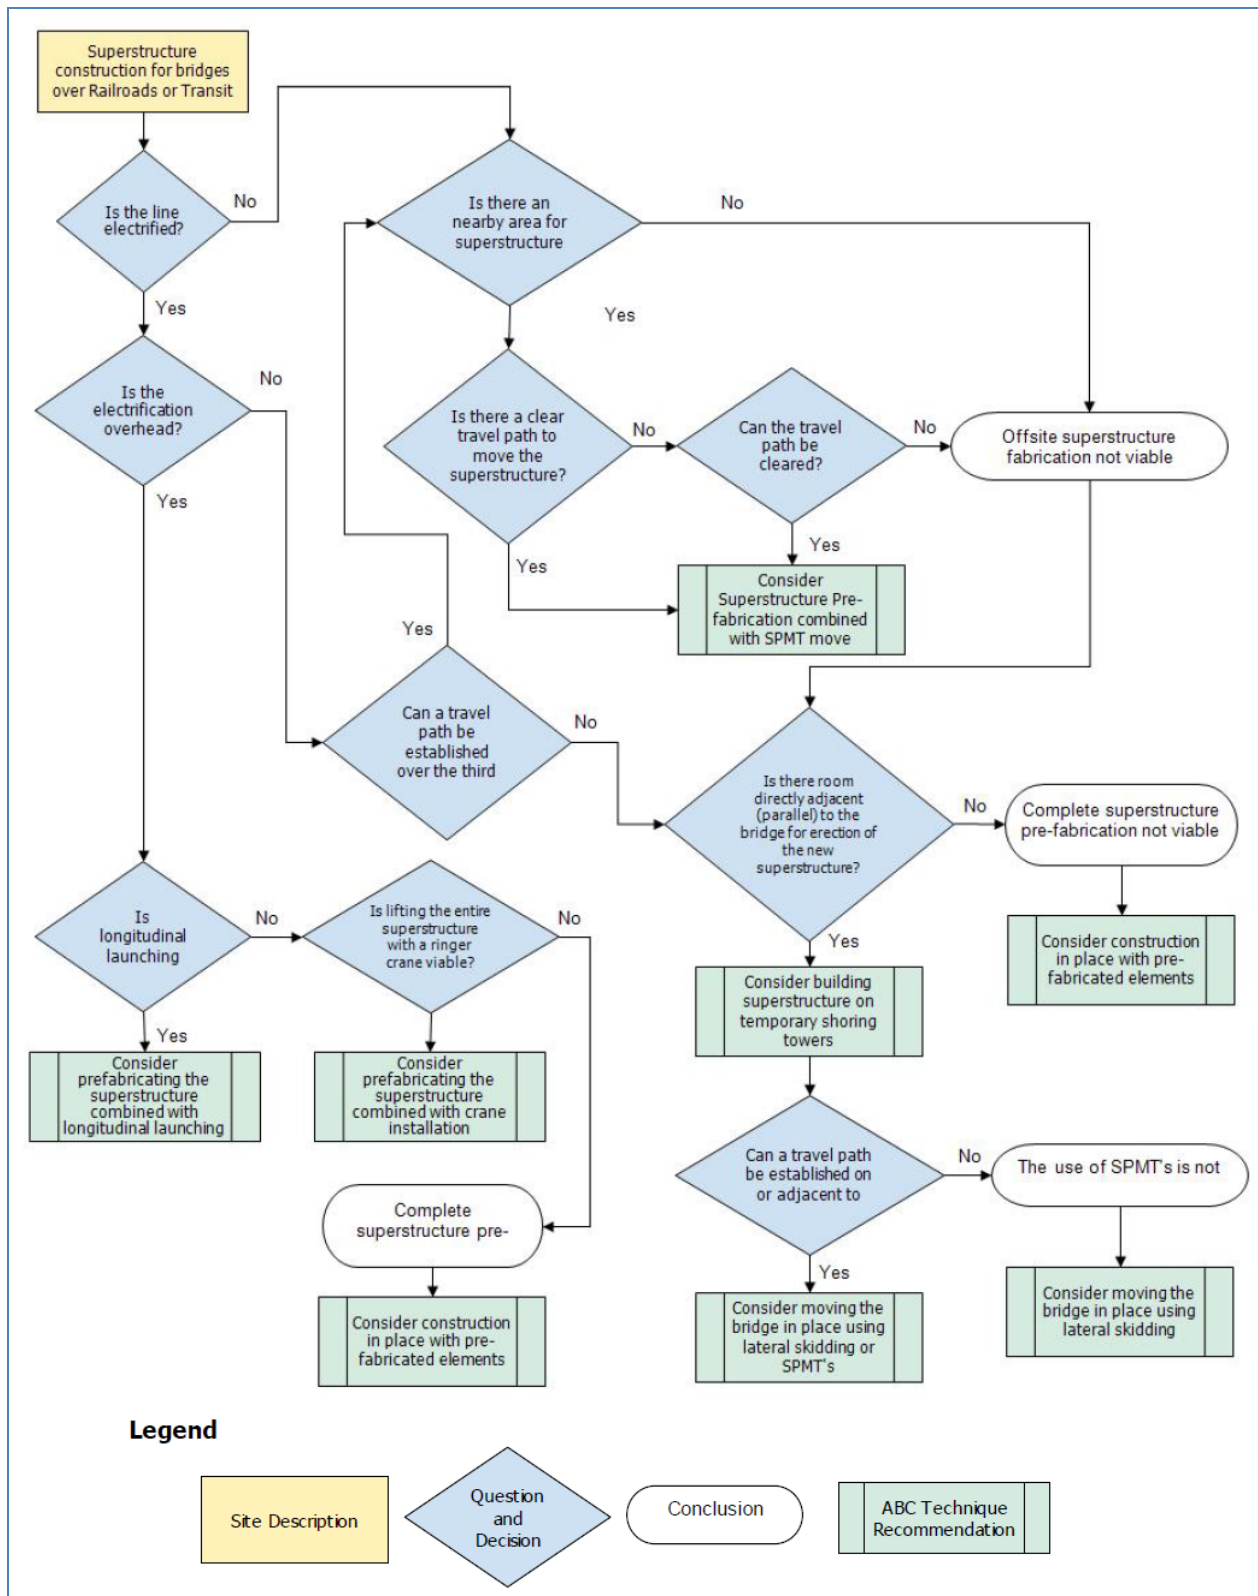 Superstructure
construction for bridges
over Railroads or Transit
Is the line
electrified?
No
Yes
Is there an
nearby area for
superstructure
No
Yes
Is the
electrification
overhead?
No
Yes
Is there a clear
travel path to
move the
superstructure?
No
Yes
Can the travel
path be
cleared?
No
Yes
Offsite superstructure
fabrication not viable
Consider
Superstructure Pre-
fabrication combined
with SPMT move
Can a travel
path be
established
over the third
Yes
No
Is there room
directly adjacent
(parallel) to the
bridge for erection of
the new
superstructure?
No
Yes
Complete superstructure
pre-fabrication not viable
Consider construction
in place with pre-
fabricated elements
Is
longitudinal
launching
No
Yes
Is lifting the entire
superstructure
with a ringer
crane viable?
No
Consider
prefabricating the
superstructure
combined with
longitudinal launching
Consider
prefabricating the
superstructure
combined with crane
installation
Consider building
superstructure on
temporary shoring
towers
Can a travel path
be established on
or adjacent to
No
Yes
The use of SPMT's is not
Complete
superstructure pre-
Consider construction
in place with pre-
fabricated elements
Consider moving the
bridge in place using
lateral skidding or
SPMT's
Consider moving the
bridge in place using
lateral skidding
Legend
Site Description
Question
and
Decision
Conclusion
ABC Technique
Recommendation